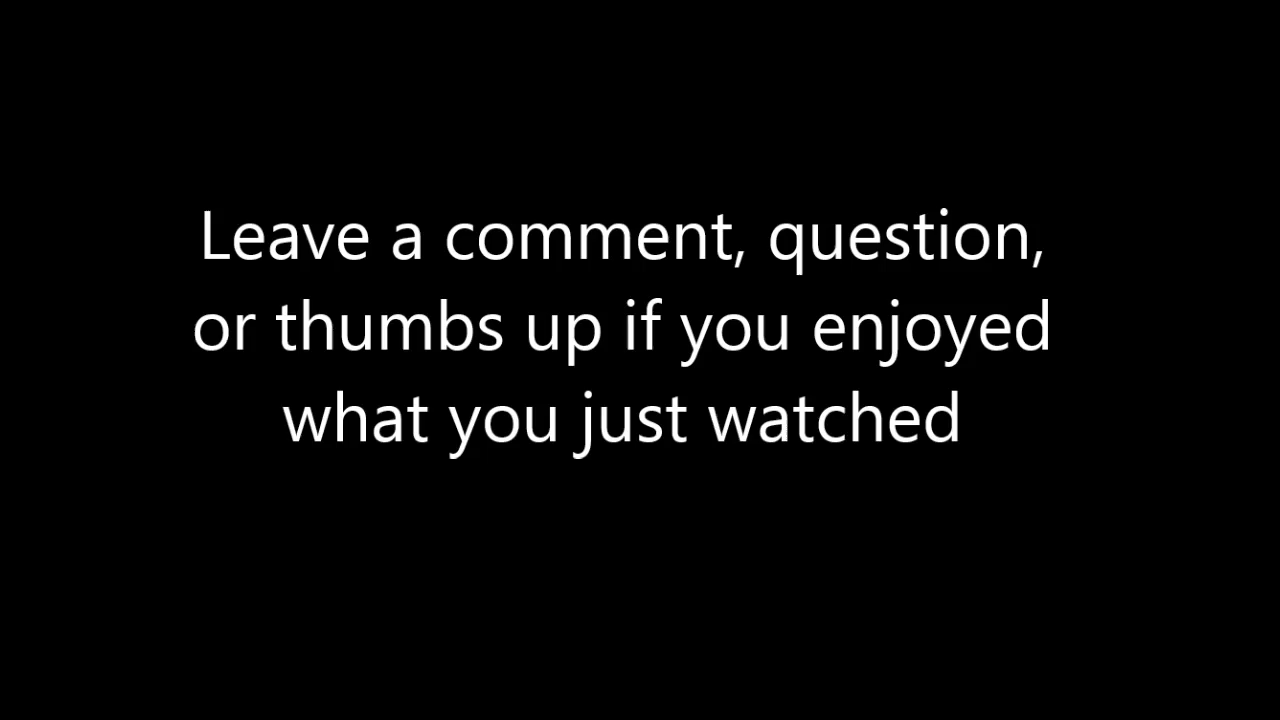 Leave a comment, question,
or thumbs up if you enjoyed
what you just watched